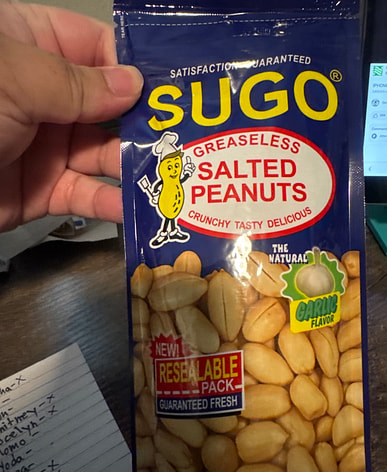 SATISFACTION GUARANTEED
SUGO®
GREASELESS
SALTED
PEANUTS
CRUNCHY TASTY DELICIOUS
THE
NATURAL
GARLIC
FLAVOR
NEW!
RESEALABLE
PACK
GUARANTEED FRESH